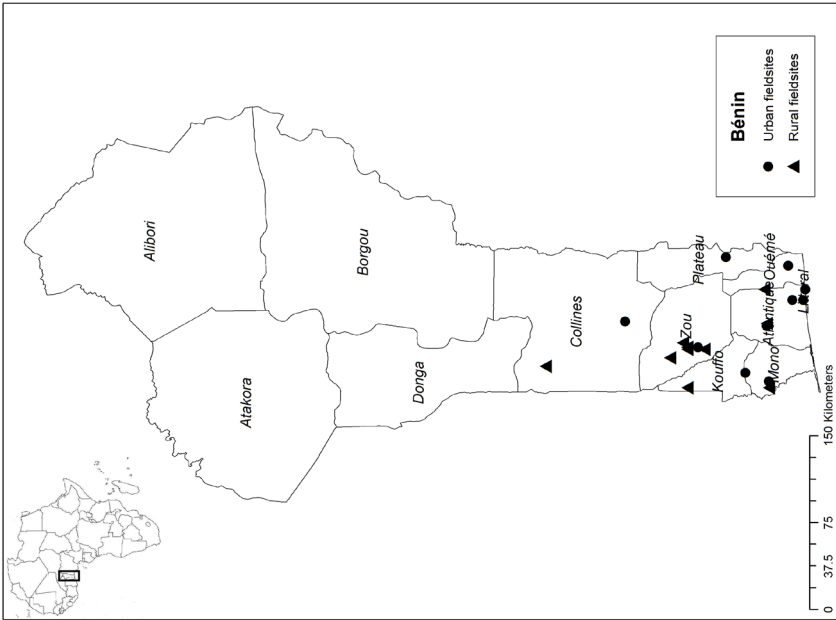 Alibori
Atakora
Borgou
Donga
Collines
Plateau
Zou
Kouffo
Ouémé
Atlantique
Mono
Littoral
Bénin
Urban fieldsites
Rural fieldsites
0 37.5 75 150 Kilometers